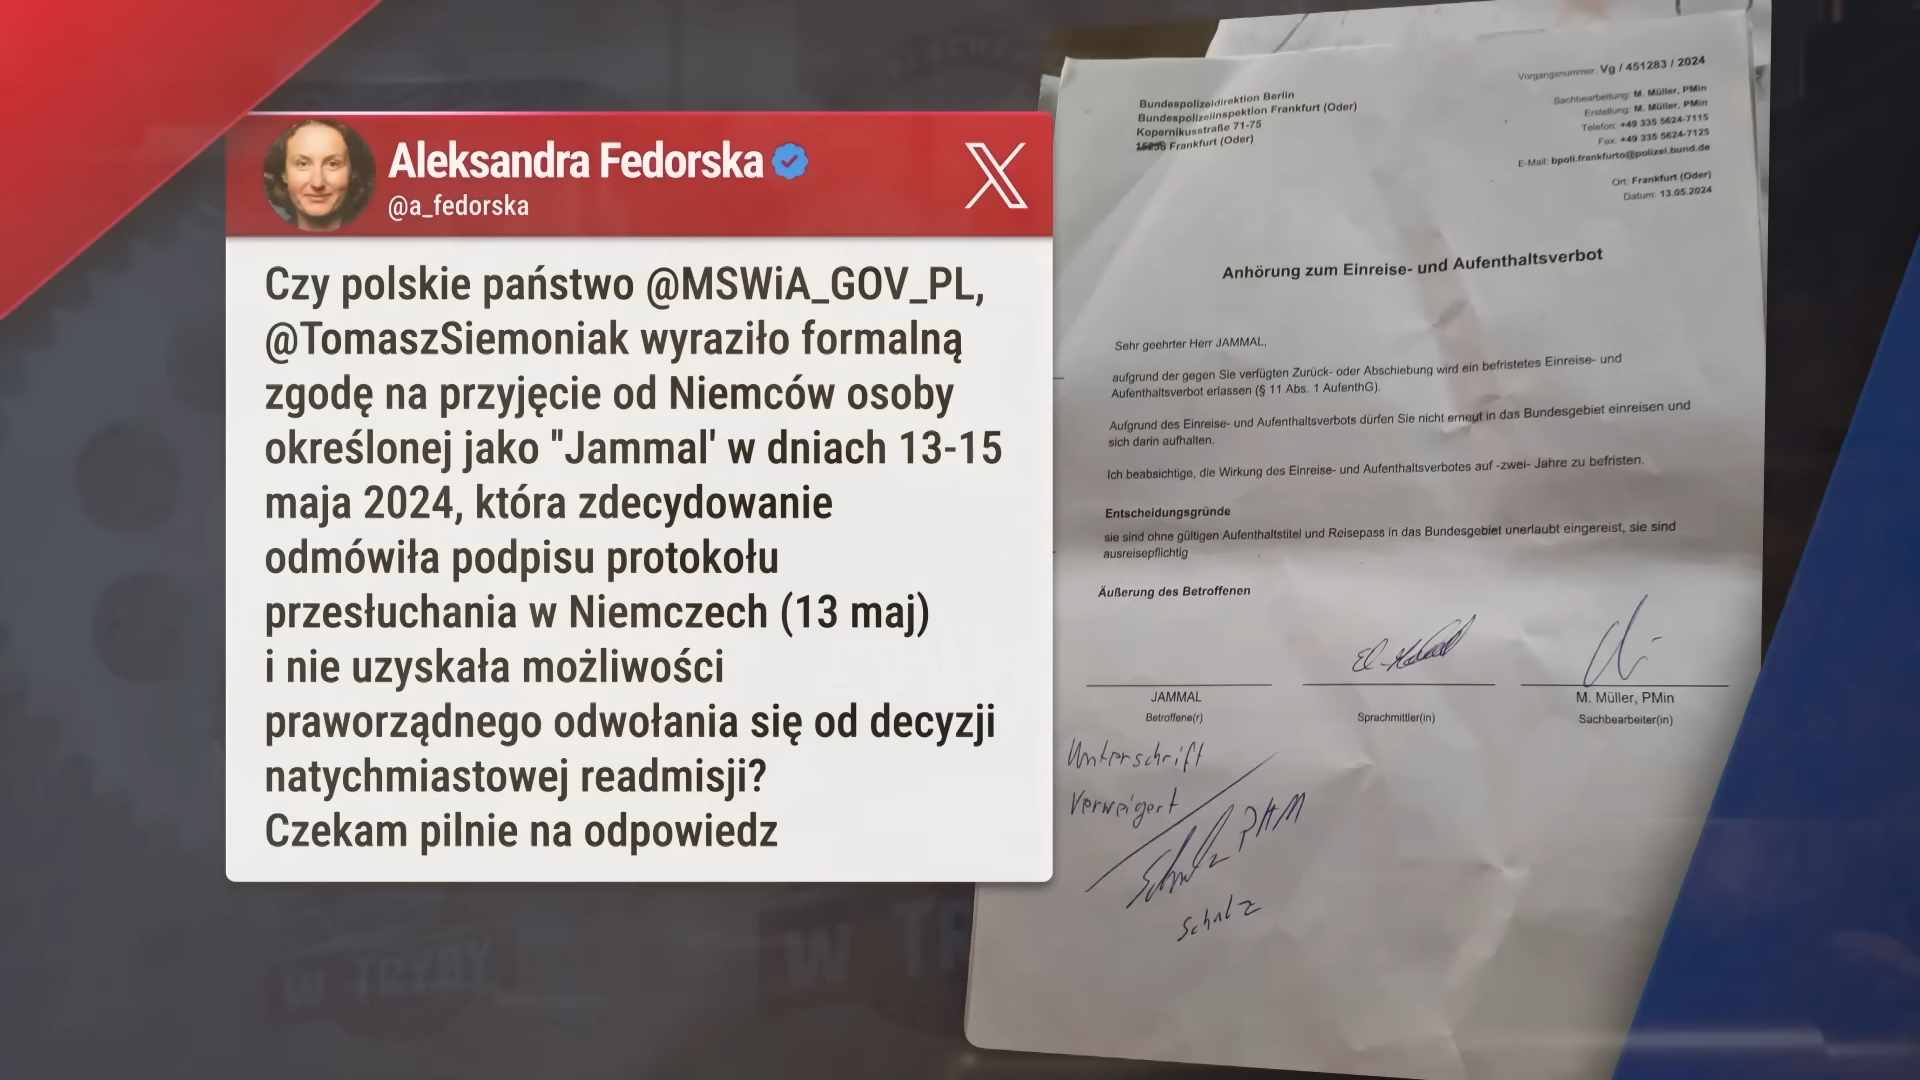 Aleksandra Fedorska
@a_fedorska
Czy polskie państwo @MSWiA_GOV_PL,
@TomaszSiemoniak wyraziło formalną
zgodę na przyjęcie od Niemców osoby
określonej jako "Jammal' w dniach 13-15
maja 2024, która zdecydowanie
odmówiła podpisu protokołu
przesłuchania w Niemczech (13 maj)
i nie uzyskała możliwości
praworządnego odwołania się od decyzji
natychmiastowej readmisji?
Czekam pilnie na odpowiedz
Vorgangsnummer: Vg / 451283 / 2024
Bundespolizeidirektion Berlin
Bundespolizeiinspektion Frankfurt (Oder)
Kopernikusstraße 71-75
Frankfurt (Oder)
Sachbearbeitung: M. Müller, PMin
Erstellung: M. Müller, PMin
Telefon: +49 335 5624-7115
Fax: +49 335 5624-7125
E-Mail: bpoli.frankfurto@polizei.bund.de
Ort: Frankfurt (Oder)
Datum: 13.05.2024
Anhörung zum Einreise- und Aufenthaltsverbot
Sehr geehrter Herr JAMMAL,
aufgrund der gegen Sie verfügten Zurück- oder Abschiebung wird ein befristetes Einreise- und
Aufenthaltsverbot erlassen (§ 11 Abs. 1 AufenthG).
Aufgrund des Einreise- und Aufenthaltsverbots dürfen Sie nicht erneut in das Bundesgebiet einreisen und
sich darin aufhalten.
Ich beabsichtige, die Wirkung des Einreise- und Aufenthaltsverbotes auf -zwei- Jahre zu befristen.
Entscheidungsgründe
sie sind ohne gültigen Aufenthaltstitel und Reisepass in das Bundesgebiet unerlaubt eingereist, sie sind
ausreisepflichtig
Äußerung des Betroffenen
JAMMAL
Betroffene(r)
Sprachmittler(in)
M. Müller, PMin
Sachbearbeiter(in)
Unterschrift
Verweigert
Schulz PHM
Schulz
W TRYBY
W TR